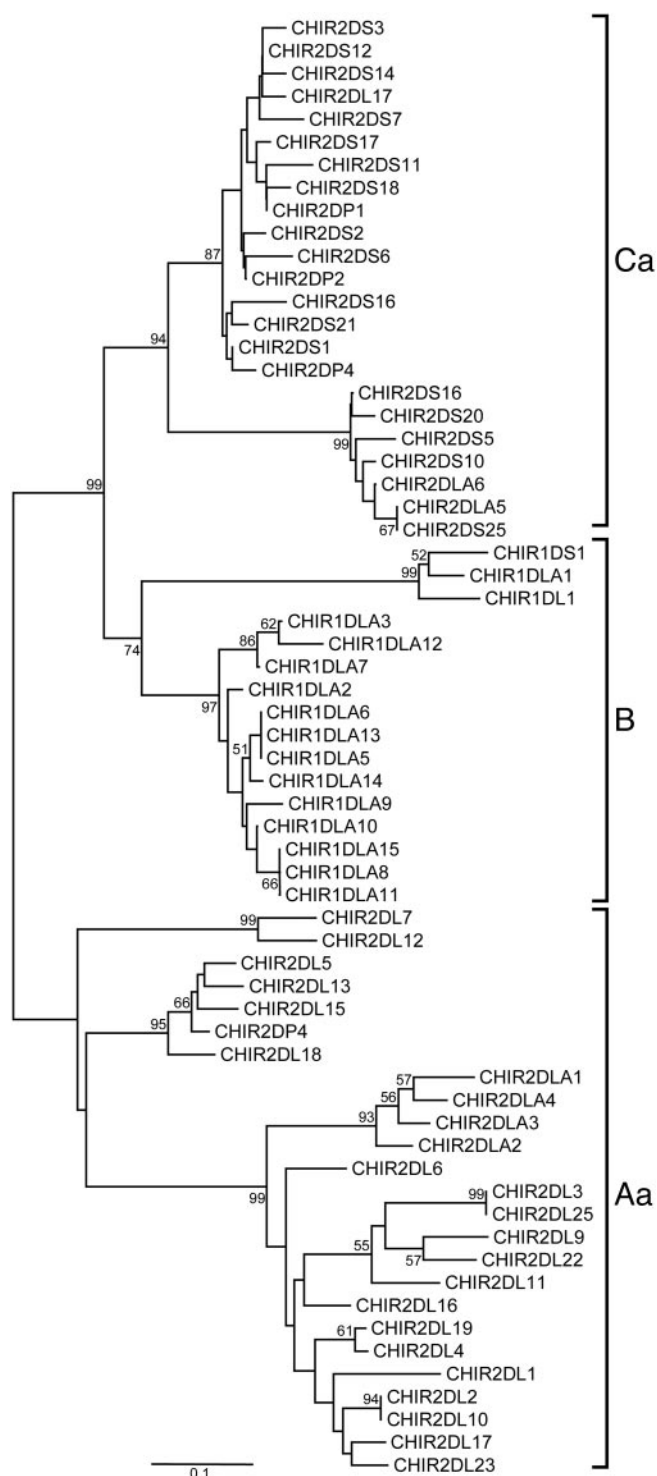 CHIR2DS3
CHIR2DS12
CHIR2DS14
CHIR2DL17
CHIR2DS7
CHIR2DS17
CHIR2DS11
CHIR2DS18
CHIR2DP1
CHIR2DS2
87
CHIR2DS6
Ca
CHIR2DP2
CHIR2DS16
CHIR2DS21
94
CHIR2DS1
CHIR2DP4
CHIR2DS16
CHIR2DS20
99
CHIR2DS5
CHIR2DS10
99
CHIR2DLA6
CHIR2DLA5
67
CHIR2DS25
52
CHIR1DS1
99
CHIR1DLA1
CHIR1DL1
62
CHIR1DLA3
86
CHIR1DLA12
74
CHIR1DLA7
CHIR1DLA2
97
CHIR1DLA6
B
CHIR1DLA13
51
CHIR1DLA5
CHIR1DLA14
CHIR1DLA9
CHIR1DLA10
CHIR1DLA15
CHIR1DLA8
66
CHIR1DLA11
99
CHIR2DL7
CHIR2DL12
CHIR2DL5
CHIR2DL13
66
CHIR2DL15
95
CHIR2DP4
CHIR2DL18
57
CHIR2DLA1
56
CHIR2DLA4
93
CHIR2DLA3
CHIR2DLA2
CHIR2DL6
99
99
CHIR2DL3
Aa
CHIR2DL25
CHIR2DL9
55
57
CHIR2DL22
CHIR2DL11
CHIR2DL16
61
CHIR2DL19
CHIR2DL4
CHIR2DL1
94
CHIR2DL2
CHIR2DL10
CHIR2DL17
CHIR2DL23
0.1